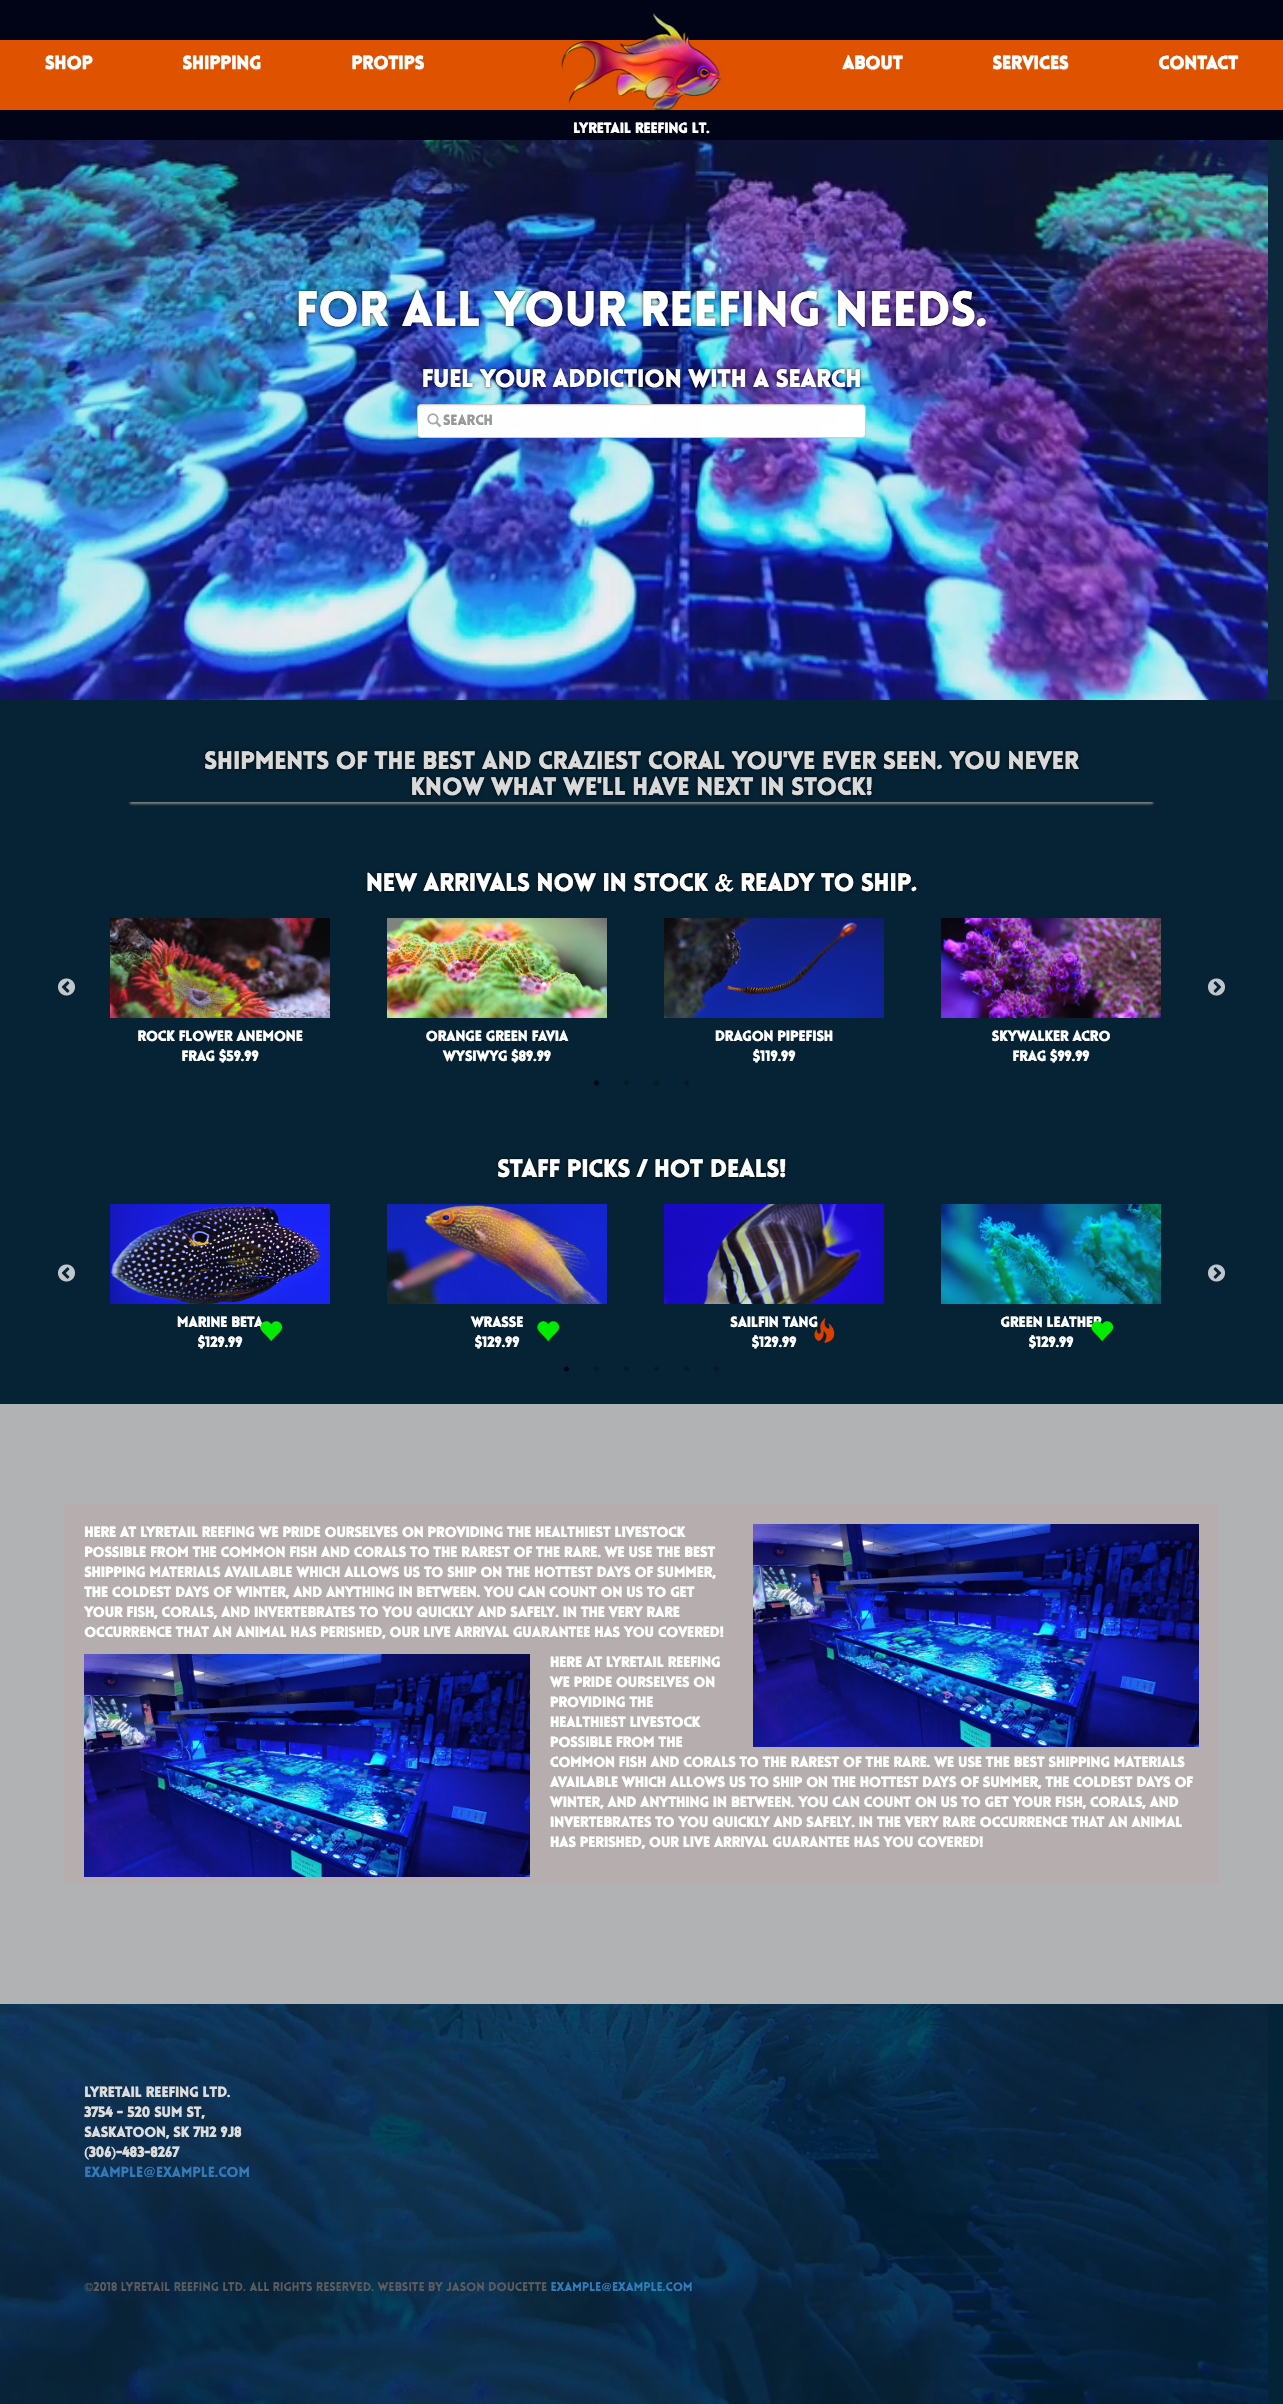 SHOP
SHIPPING
PROTIPS
ABOUT
SERVICES
CONTACT
LYRETAIL REEFING LT.
FOR ALL YOUR REEFING NEEDS.
FUEL YOUR ADDICTION WITH A SEARCH
SEARCH
SHIPMENTS OF THE BEST AND CRAZIEST CORAL YOU'VE EVER SEEN. YOU NEVER
KNOW WHAT WE'LL HAVE NEXT IN STOCK!
NEW ARRIVALS NOW IN STOCK & READY TO SHIP.
ROCK FLOWER ANEMONE
FRAG $59.99
ORANGE GREEN FAVIA
WYSIWYG $89.99
DRAGON PIPEFISH
$119.99
SKYWALKER ACRO
FRAG $99.99
STAFF PICKS / HOT DEALS!
MARINE BETA
$129.99
WRASSE
$129.99
SAILFIN TANG
$129.99
GREEN LEATHER
$129.99
HERE AT LYRETAIL REEFING WE PRIDE OURSELVES ON PROVIDING THE HEALTHIEST LIVESTOCK
POSSIBLE FROM THE COMMON FISH AND CORALS TO THE RAREST OF THE RARE. WE USE THE BEST
SHIPPING MATERIALS AVAILABLE WHICH ALLOWS US TO SHIP ON THE HOTTEST DAYS OF SUMMER,
THE COLDEST DAYS OF WINTER, AND ANYTHING IN BETWEEN. YOU CAN COUNT ON US TO GET
YOUR FISH, CORALS, AND INVERTEBRATES TO YOU QUICKLY AND SAFELY. IN THE VERY RARE
OCCURRENCE THAT AN ANIMAL HAS PERISHED, OUR LIVE ARRIVAL GUARANTEE HAS YOU COVERED!
HERE AT LYRETAIL REEFING
WE PRIDE OURSELVES ON
PROVIDING THE
HEALTHIEST LIVESTOCK
POSSIBLE FROM THE
COMMON FISH AND CORALS TO THE RAREST OF THE RARE. WE USE THE BEST SHIPPING MATERIALS
AVAILABLE WHICH ALLOWS US TO SHIP ON THE HOTTEST DAYS OF SUMMER, THE COLDEST DAYS OF
WINTER, AND ANYTHING IN BETWEEN. YOU CAN COUNT ON US TO GET YOUR FISH, CORALS, AND
INVERTEBRATES TO YOU QUICKLY AND SAFELY. IN THE VERY RARE OCCURRENCE THAT AN ANIMAL
HAS PERISHED, OUR LIVE ARRIVAL GUARANTEE HAS YOU COVERED!
LYRETAIL REEFING LTD.
3754 - 520 SUM ST,
SASKATOON, SK 7H2 9J8
(306)-483-8267
EXAMPLE@EXAMPLE.COM
©2018 LYRETAIL REEFING LTD. ALL RIGHTS RESERVED. WEBSITE BY JASON DOUCETTE EXAMPLE@EXAMPLE.COM